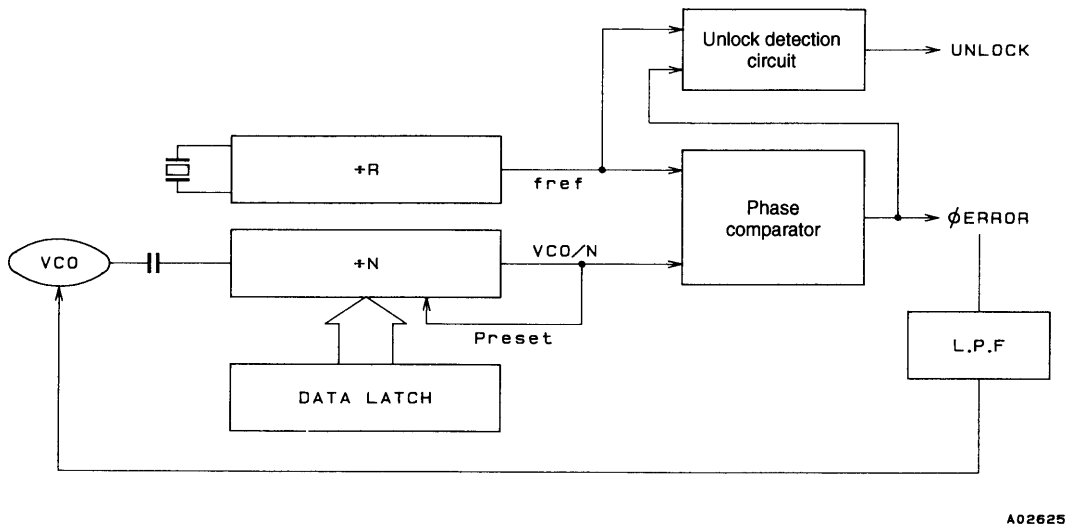 Unlock detection
circuit
UNLOCK
÷R
fref
Phase
comparator
øERROR
VCO
÷N
VCO/N
Preset
L.P.F
DATA LATCH
A02625